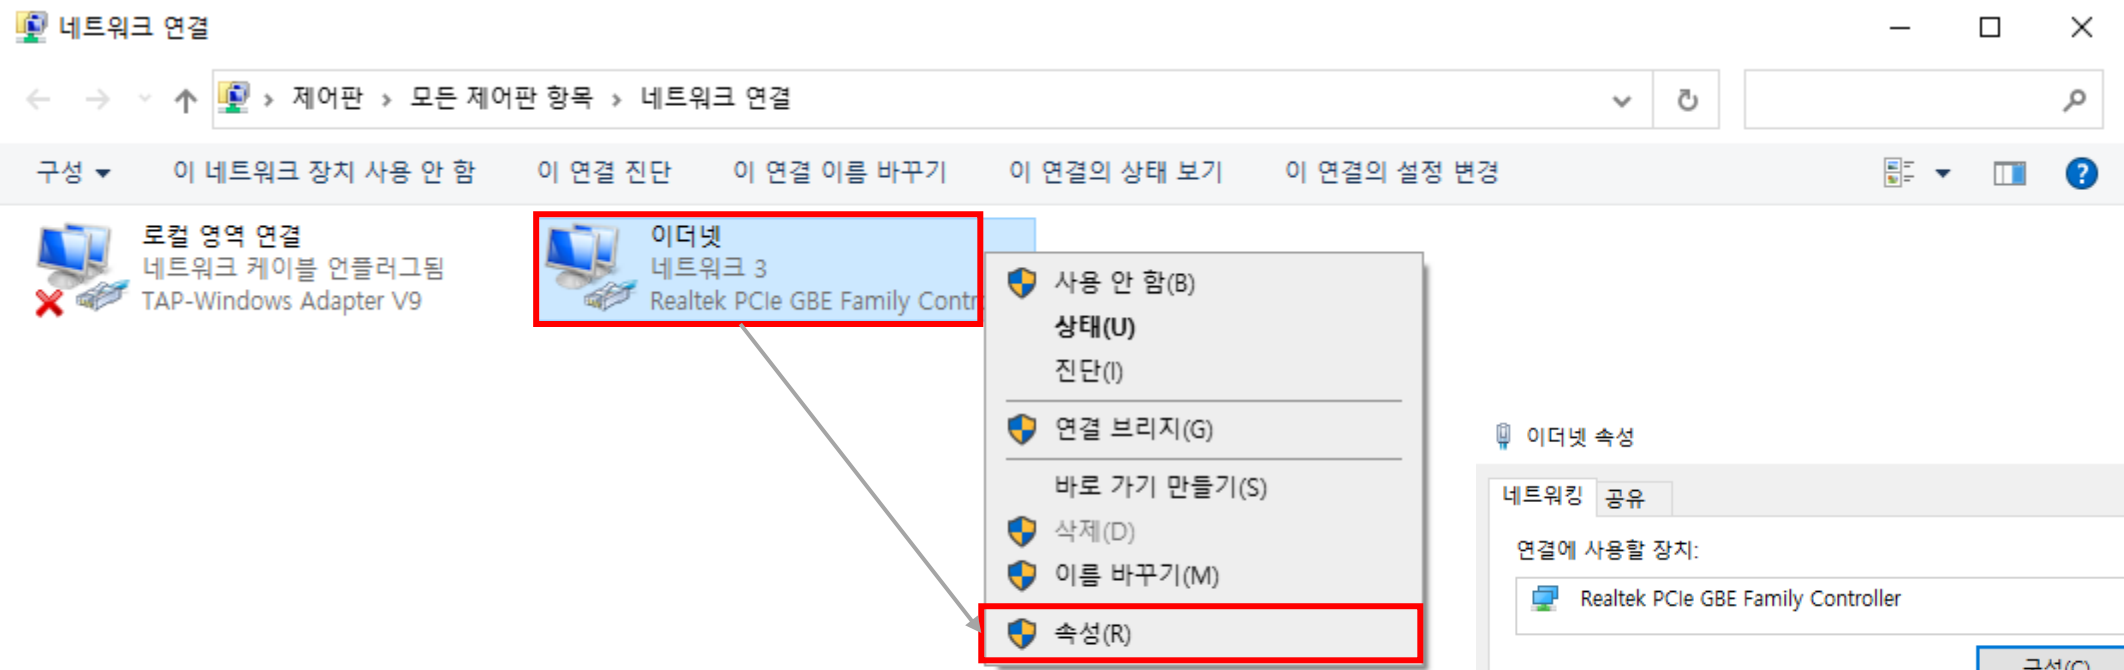 네트워크 연결
제어판 › 모든 제어판 항목 › 네트워크 연결
구성 이 네트워크 장치 사용 안 함 이 연결 진단 이 연결 이름 바꾸기 이 연결의 상태 보기 이 연결의 설정 변경
로컬 영역 연결
네트워크 케이블 언플러그됨
TAP-Windows Adapter V9
이더넷
네트워크 3
Realtek PCIe GBE Family Contr
사용 안 함(B)
상태(U)
진단(I)
연결 브리지(G)
바로 가기 만들기(S)
삭제(D)
이름 바꾸기(M)
속성(R)
이더넷 속성
네트워킹 공유
연결에 사용할 장치:
Realtek PCIe GBE Family Controller
구성(C)